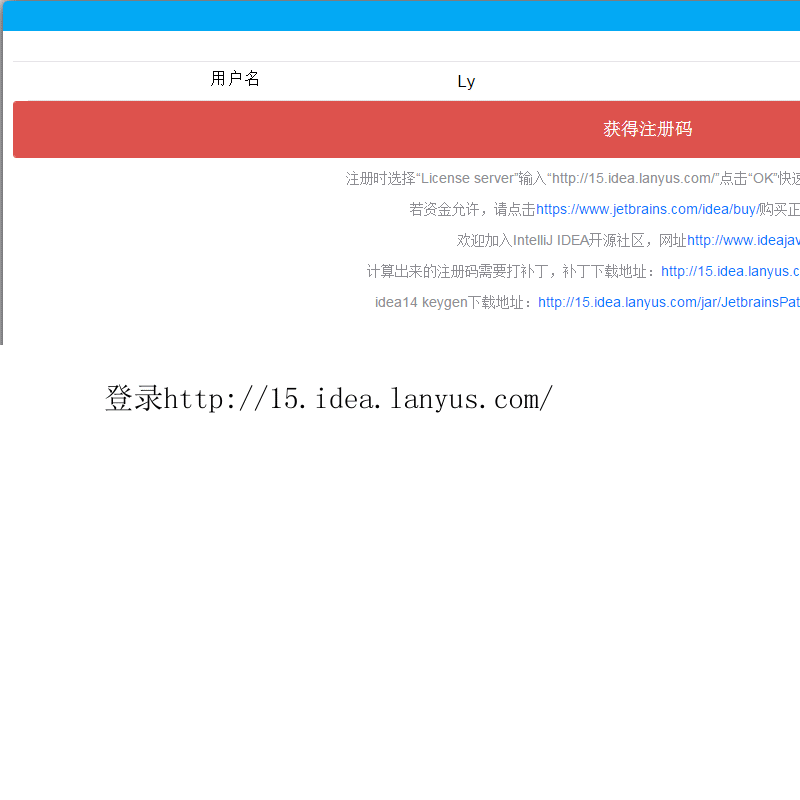 用户名 Ly
获得注册码
注册时选择“License server”输入“http://15.idea.lanyus.com/”点击“OK”快
若资金允许，请点击https://www.jetbrains.com/idea/buy/购买正
欢迎加入IntelliJ IDEA开源社区，网址http://www.ideajav
计算出来的注册码需要打补丁，补丁下载地址：http://15.idea.lanyus.c
idea14 keygen下载地址：http://15.idea.lanyus.com/jar/JetbrainsPat
登录http://15.idea.lanyus.com/